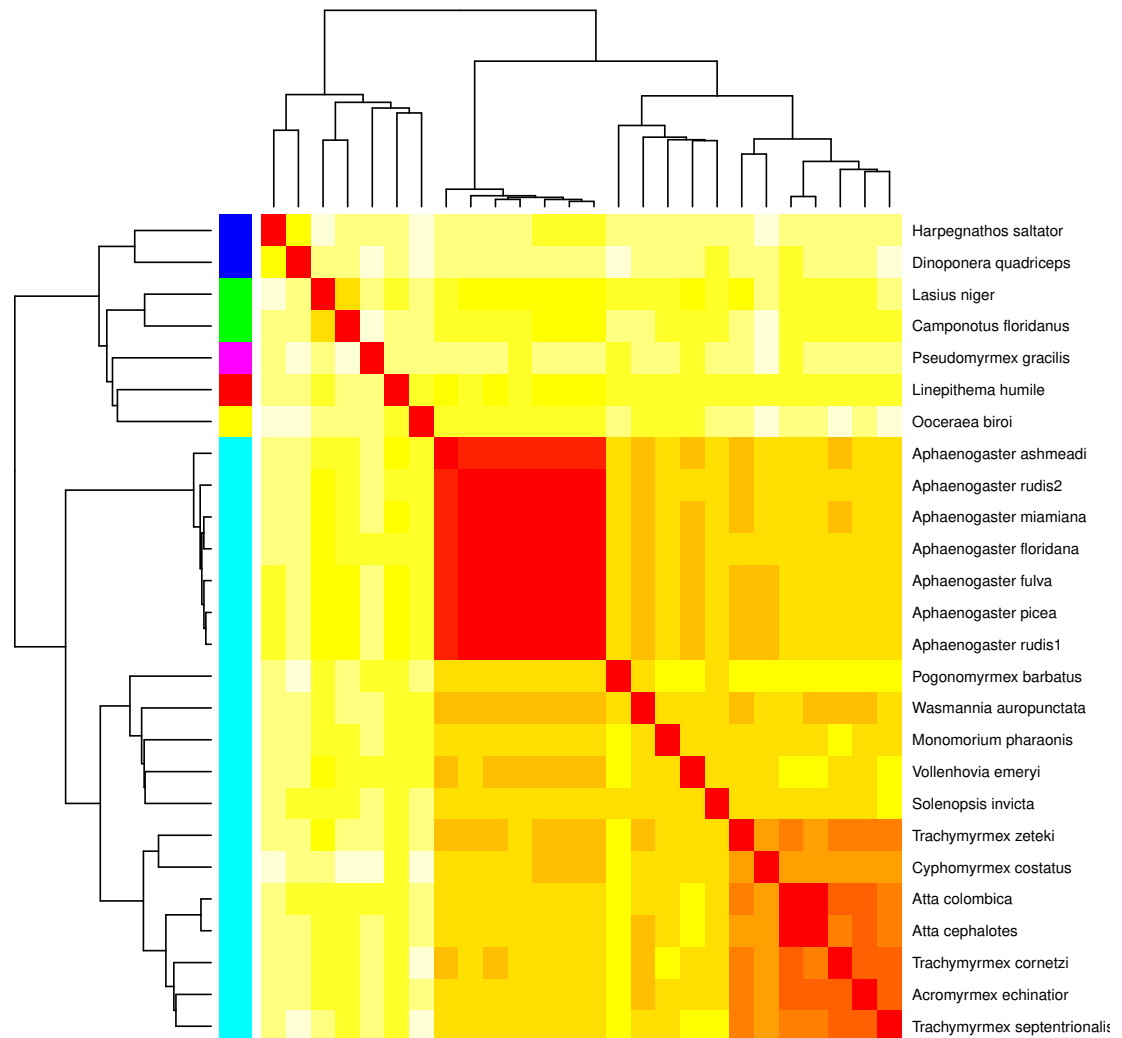 Harpegnathos saltator
Dinoponera quadriceps
Lasius niger
Camponotus floridanus
Pseudomyrmex gracilis
Linepithema humile
Ooceraea biroi
Aphaenogaster ashmeadi
Aphaenogaster rudis2
Aphaenogaster miamiana
Aphaenogaster floridana
Aphaenogaster fulva
Aphaenogaster picea
Aphaenogaster rudis1
Pogonomyrmex barbatus
Wasmannia auropunctata
Monomorium pharaonis
Vollenhovia emeryi
Solenopsis invicta
Trachymyrmex zeteki
Cyphomyrmex costatus
Atta colombica
Atta cephalotes
Trachymyrmex cornetzi
Acromyrmex echinatior
Trachymyrmex septentrionalis